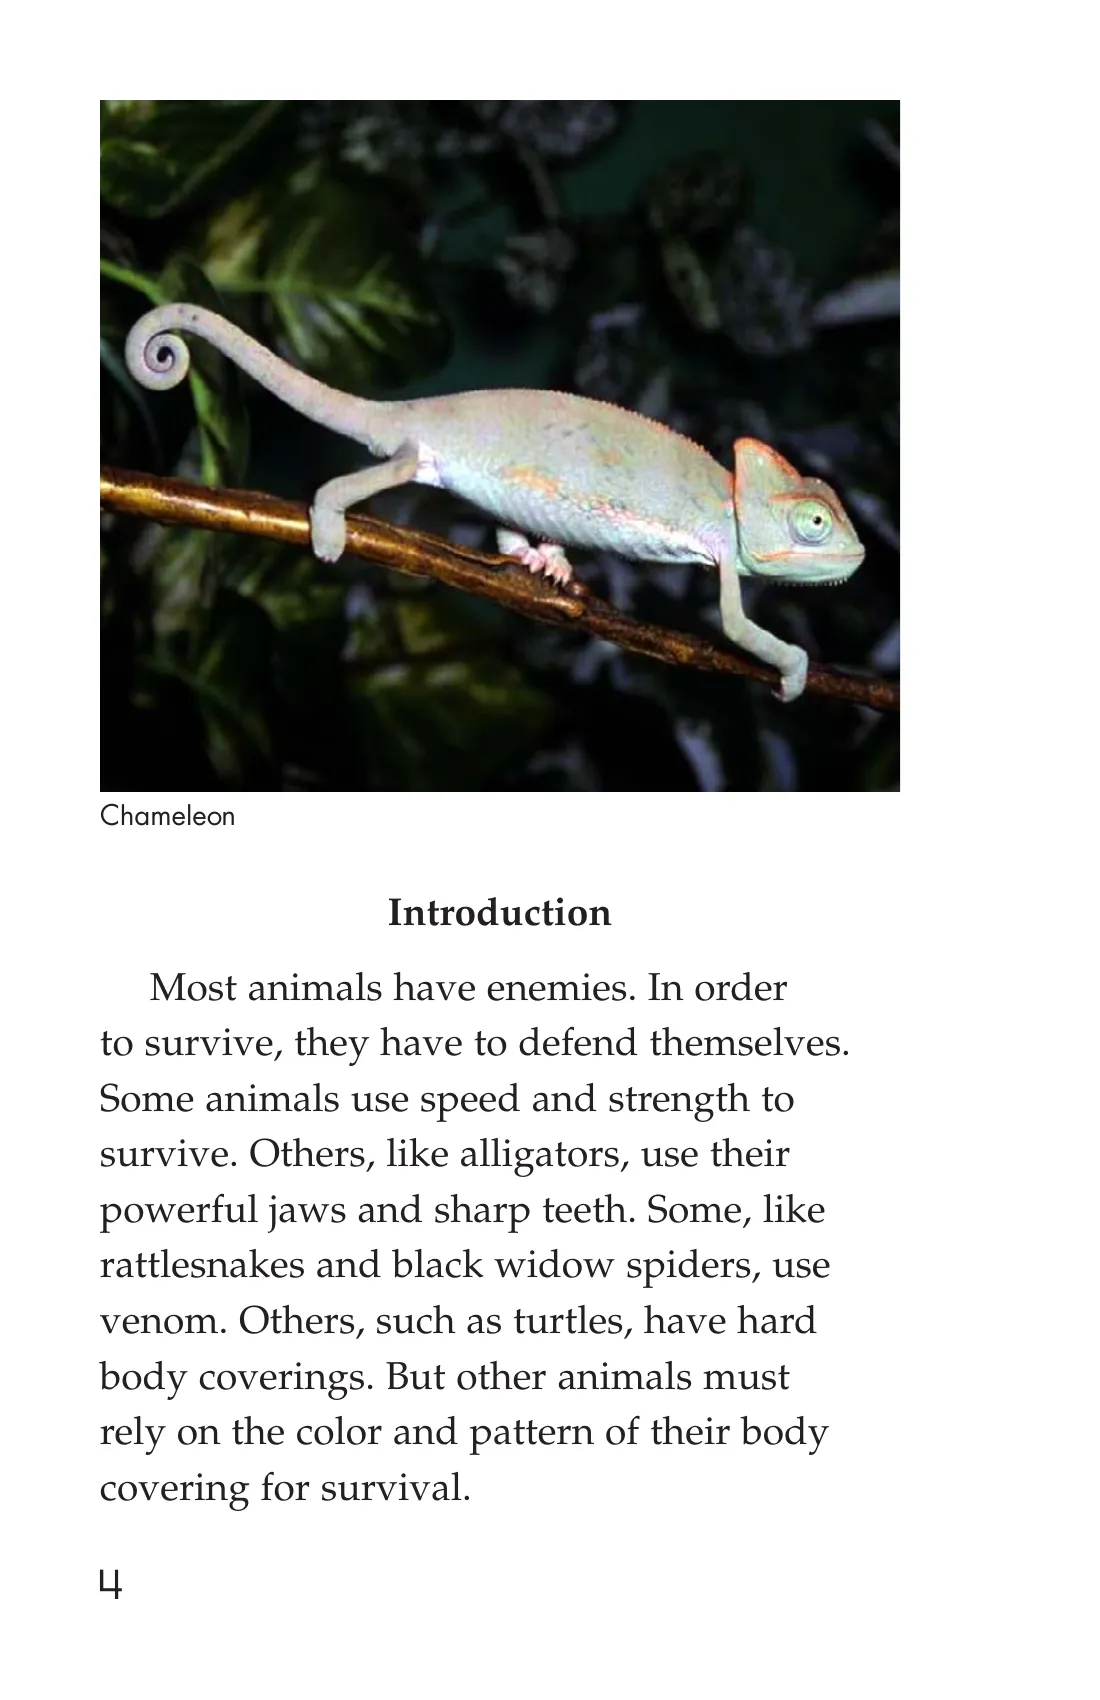 Chameleon
Introduction
Most animals have enemies. In order
to survive, they have to defend themselves.
Some animals use speed and strength to
survive. Others, like alligators, use their
powerful jaws and sharp teeth. Some, like
rattlesnakes and black widow spiders, use
venom. Others, such as turtles, have hard
body coverings. But other animals must
rely on the color and pattern of their body
covering for survival.
4